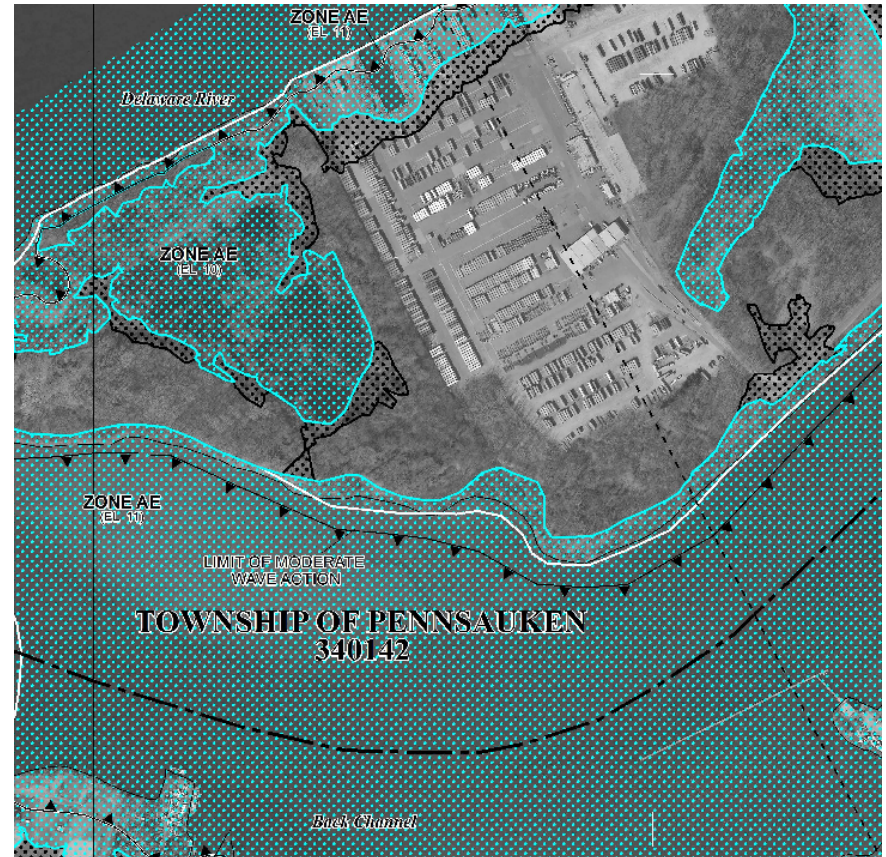 ZONE AE
(EL 11)
Delaware River
ZONE AE
(EL 10)
ZONE AE
(EL 11)
LIMIT OF MODERATE
WAVE ACTION
TOWNSHIP OF PENNSAUKEN
340142
Back Channel